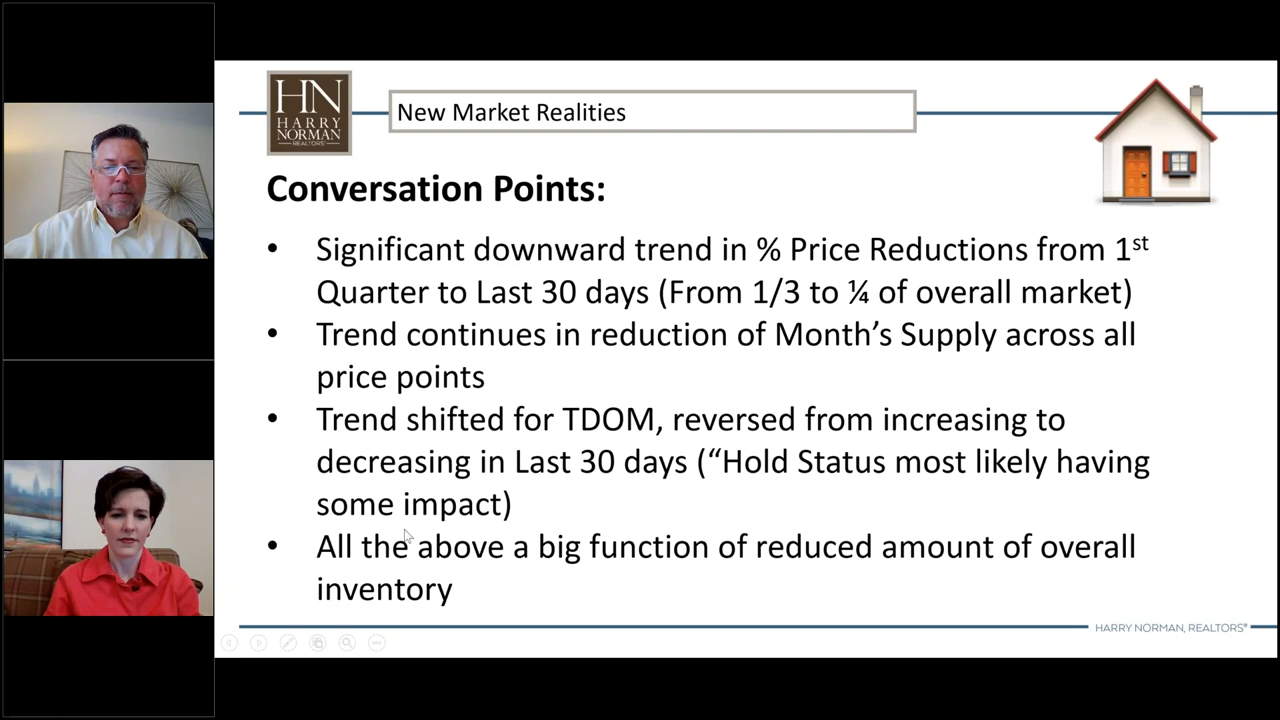 HN
HARRY
NORMAN
REALTORS®
New Market Realities
Conversation Points:
• Significant downward trend in % Price Reductions from 1st
Quarter to Last 30 days (From 1/3 to ¼ of overall market)
• Trend continues in reduction of Month’s Supply across all
price points
• Trend shifted for TDOM, reversed from increasing to
decreasing in Last 30 days (“Hold Status most likely having
some impact)
• All the above a big function of reduced amount of overall
inventory
HARRY NORMAN, REALTORS®